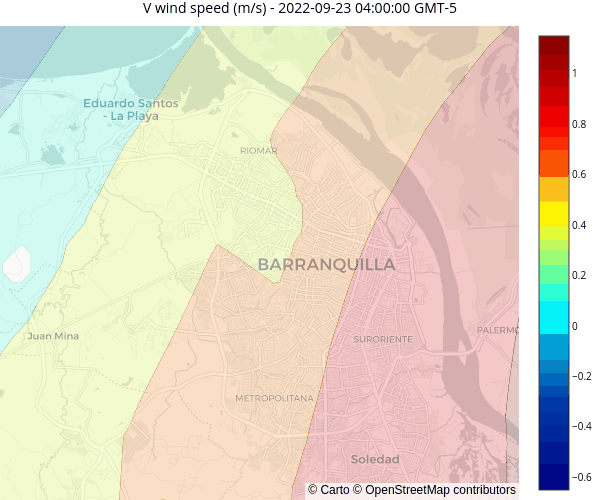 V wind speed (m/s) - 2022-09-23 04:00:00 GMT-5
1
0.8
Eduardo Santos
- La Playa
RIOMAR
0.6
0.4
BARRANQUILLA
0.2
0
Juan Mina
SURORIENTE
PALERMO
−0.2
METROPOLITANA
−0.4
Soledad
−0.6
© Carto © OpenStreetMap contributors